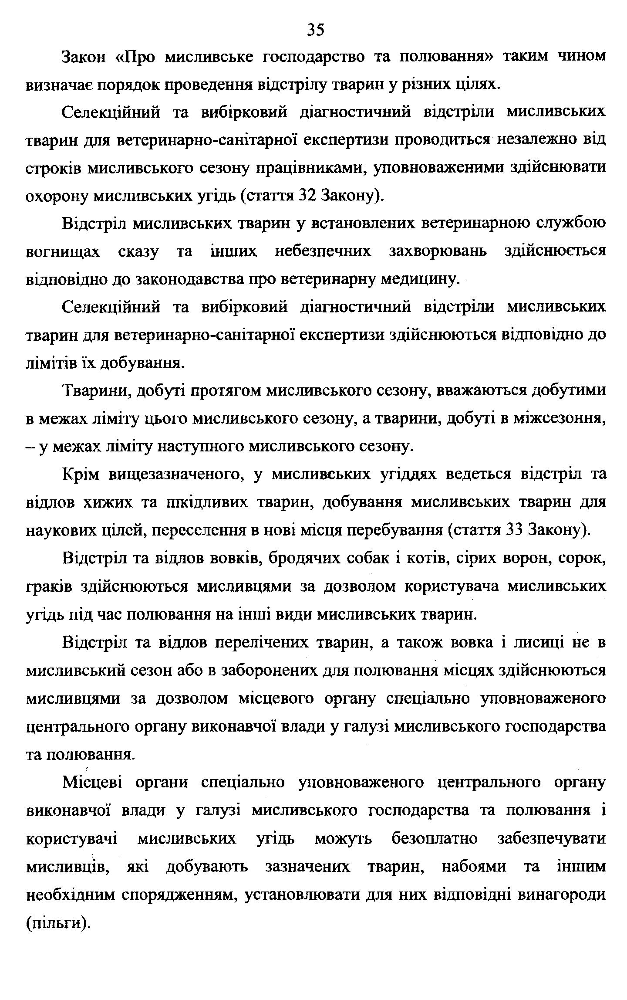 35
Закон «Про мисливське господарство та полювання» таким чином
визначає порядок проведення відстрілу тварин у різних цілях.
Селекційний та вибірковий діагностичний відстріли мисливських
тварин для ветеринарно-санітарної експертизи проводиться незалежно від
строків мисливського сезону працівниками, уповноваженими здійснювати
охорону мисливських угідь (стаття 32 Закону).
Відстріл мисливських тварин у встановлених ветеринарною службою
вогнищах сказу та інших небезпечних захворювань здійснюється
відповідно до законодавства про ветеринарну медицину.
Селекційний та вибірковий діагностичний відстріли мисливських
тварин для ветеринарно-санітарної експертизи здійснюються відповідно до
лімітів їх добування.
Тварини, добуті протягом мисливського сезону, вважаються добутими
в межах ліміту цього мисливського сезону, а тварини, добуті в міжсезоння,
– у межах ліміту наступного мисливського сезону.
Крім вищезазначеного, у мисливських угіддях ведеться відстріл та
відлов хижих та шкідливих тварин, добування мисливських тварин для
наукових цілей, переселення в нові місця перебування (стаття 33 Закону).
Відстріл та відлов вовків, бродячих собак і котів, сірих ворон, сорок,
граків здійснюються мисливцями за дозволом користувача мисливських
угідь під час полювання на інші види мисливських тварин.
Відстріл та відлов перелічених тварин, а також вовка і лисиці не в
мисливський сезон або в заборонених для полювання місцях здійснюються
мисливцями за дозволом місцевого органу спеціально уповноваженого
центрального органу виконавчої влади у галузі мисливського господарства
та полювання.
Місцеві органи спеціально уповноваженого центрального органу
виконавчої влади у галузі мисливського господарства та полювання і
користувачі мисливських угідь можуть безоплатно забезпечувати
мисливців, які добувають зазначених тварин, набоями та іншим
необхідним спорядженням, установлювати для них відповідні винагороди
(пільги).